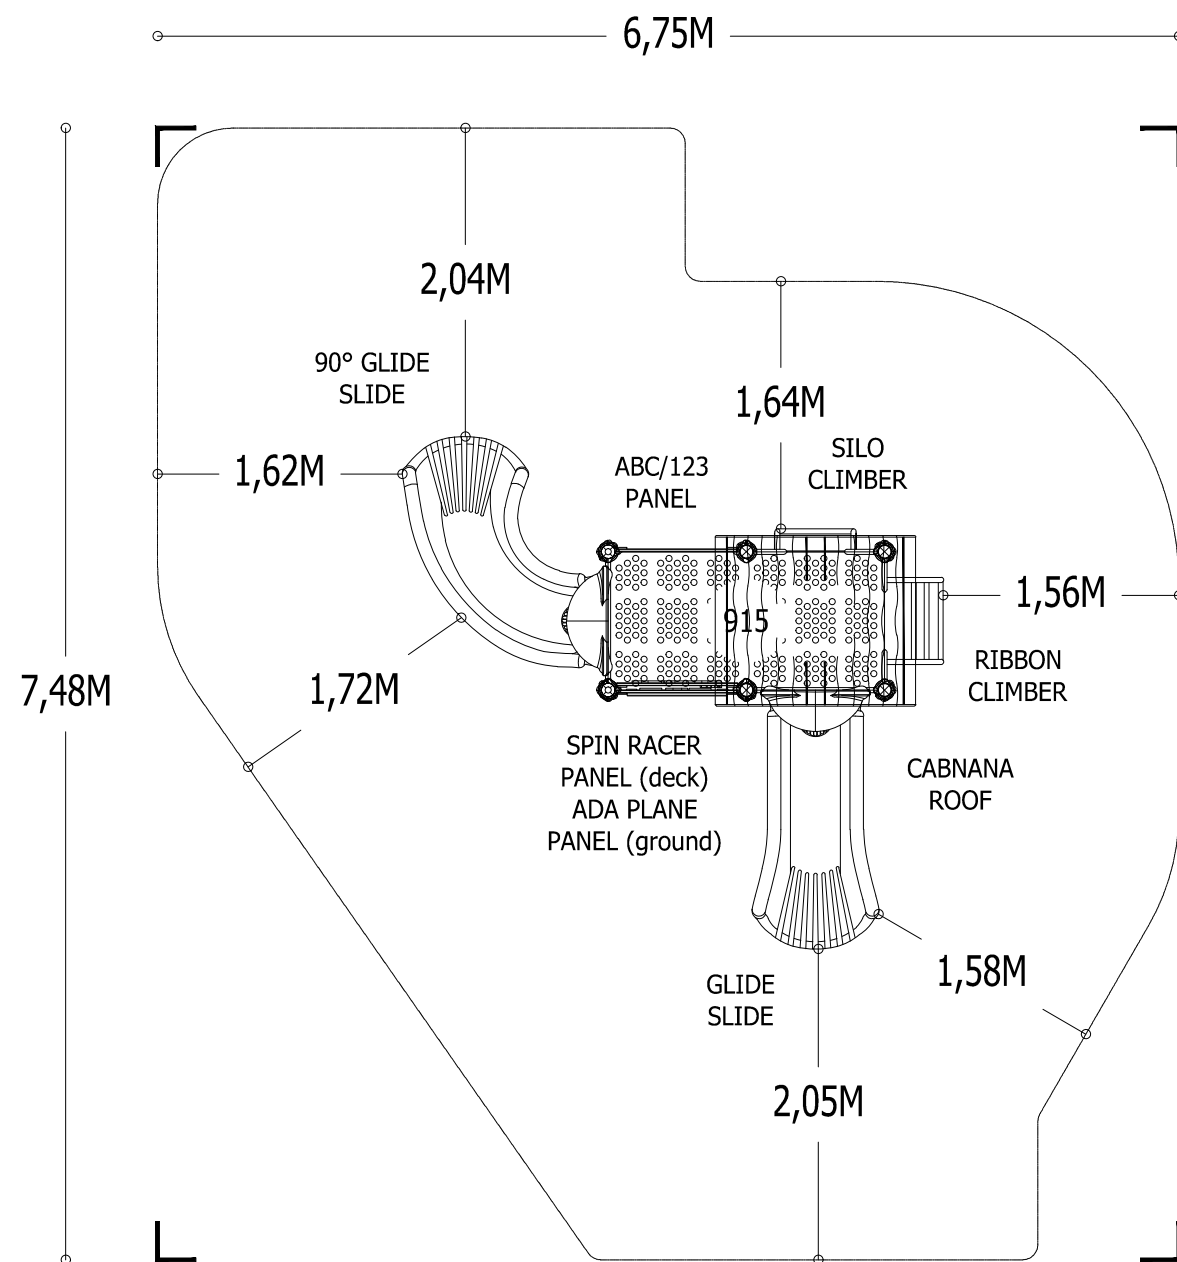 6,75M
2,04M
90° GLIDE
SLIDE
1,64M
SILO
CLIMBER
ABC/123
PANEL
1,62M
915
1,56M
RIBBON
CLIMBER
7,48M
1,72M
SPIN RACER
PANEL (deck)
ADA PLANE
PANEL (ground)
CABNANA
ROOF
1,58M
GLIDE
SLIDE
2,05M